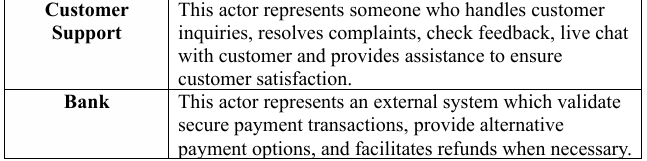 Customer
Support
This actor represents someone who handles customer
inquiries, resolves complaints, check feedback, live chat
with customer and provides assistance to ensure
customer satisfaction.
Bank
This actor represents an external system which validate
secure payment transactions, provide alternative
payment options, and facilitates refunds when necessary.